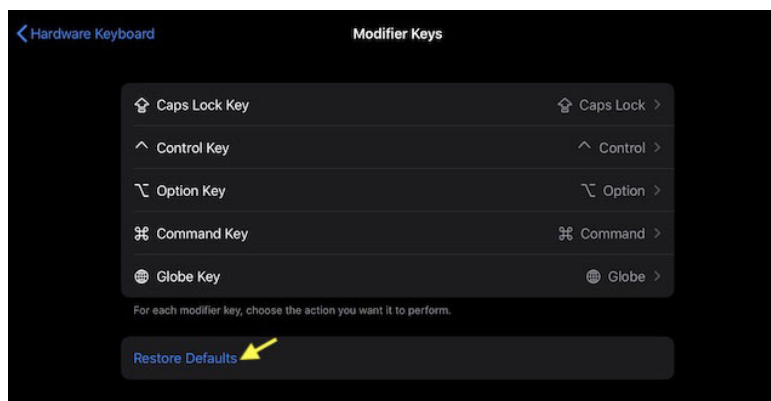 Hardware Keyboard
Modifier Keys
Caps Lock Key Caps Lock
Control Key Control
Option Key Option
Command Key Command
Globe Key Globe
For each modifier key, choose the action you want it to perform.
Restore Defaults